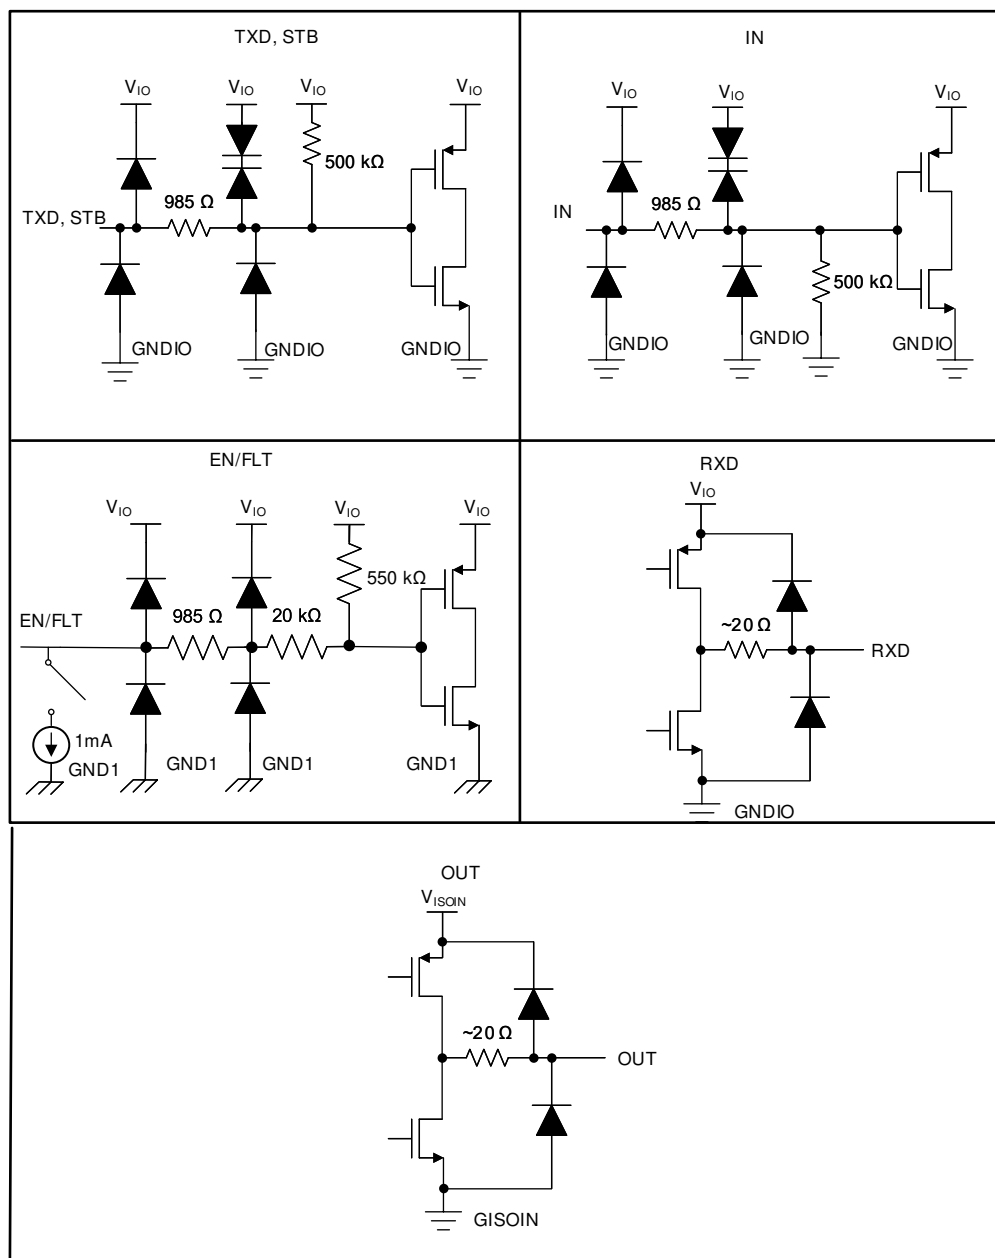 TXD, STB
V_IO V_IO V_IO V_IO
500 kΩ
985 Ω
TXD, STB
GNDIO GNDIO GNDIO
IN
V_IO V_IO V_IO
985 Ω
IN
500 kΩ
GNDIO GNDIO GNDIO
EN/FLT
V_IO V_IO V_IO V_IO
550 kΩ
985 Ω 20 kΩ
EN/FLT
1mA
GND1 GND1 GND1 GND1
RXD
V_IO
~20 Ω
RXD
GNDIO
OUT
V_ISOIN
~20 Ω
OUT
GISOIN